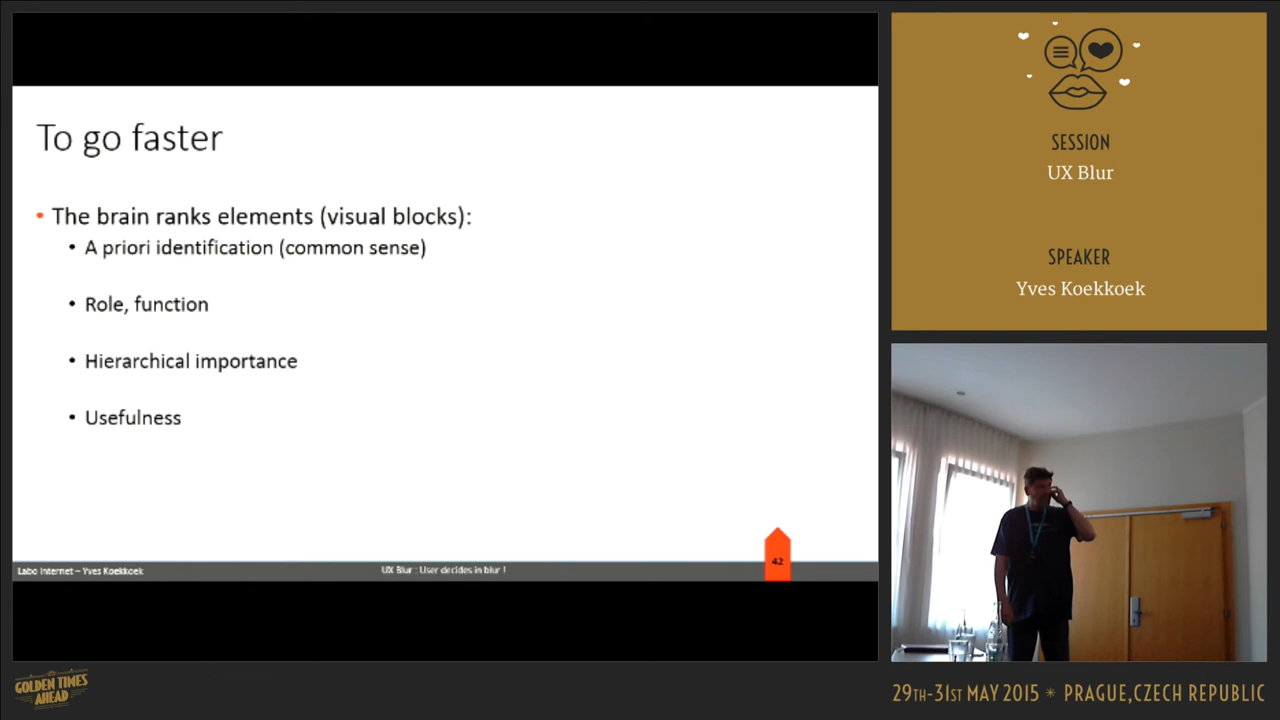 To go faster
• The brain ranks elements (visual blocks):
• A priori identification (common sense)
• Role, function
• Hierarchical importance
• Usefulness
42
Labo Internet – Yves Koekkoek
UX Blur : User decides in blur !
SESSION
UX Blur
SPEAKER
Yves Koekkoek
GOLDEN TIMES
AHEAD
29TH-31ST MAY 2015 * PRAGUE, CZECH REPUBLIC